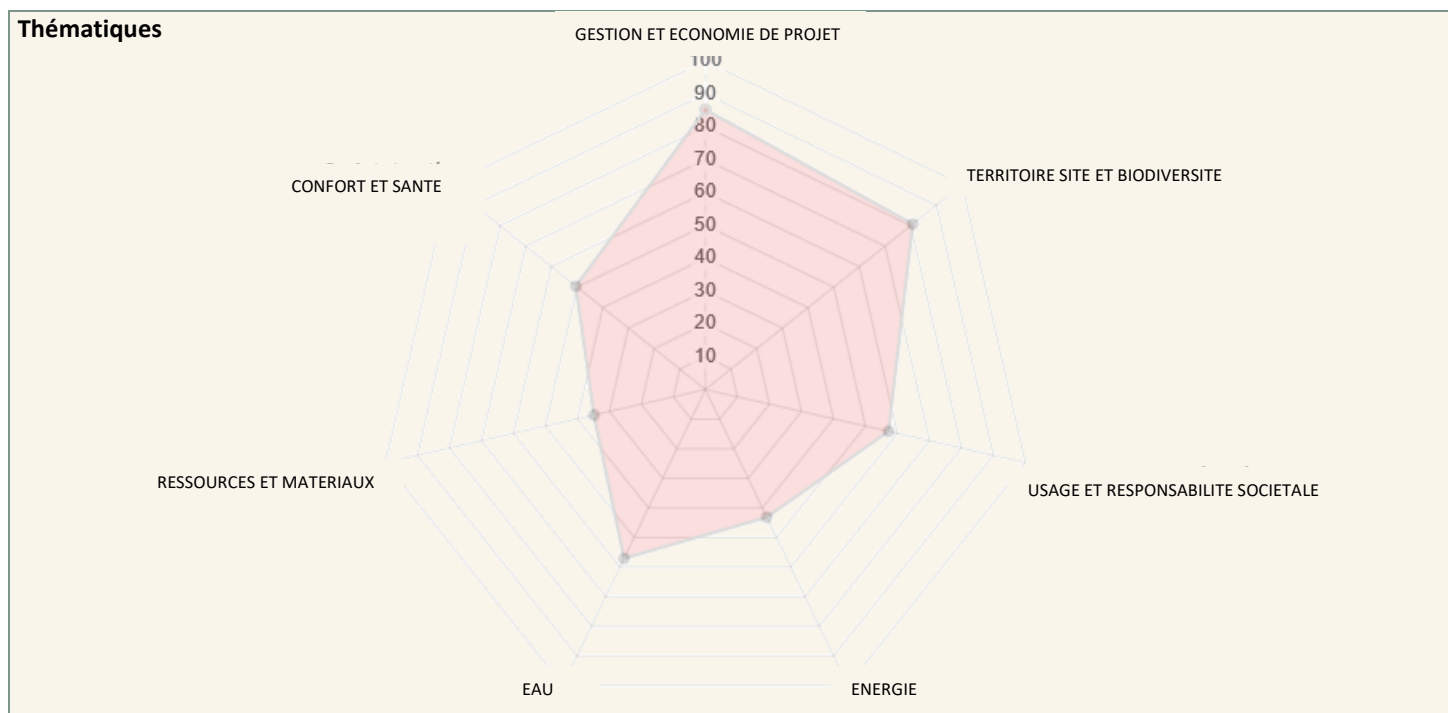 Thématiques
GESTION ET ECONOMIE DE PROJET
100
90
80
70
60
50
40
30
20
10
TERRITOIRE SITE ET BIODIVERSITE
CONFORT ET SANTE
RESSOURCES ET MATERIAUX
USAGE ET RESPONSABILITE SOCIETALE
EAU
ENERGIE